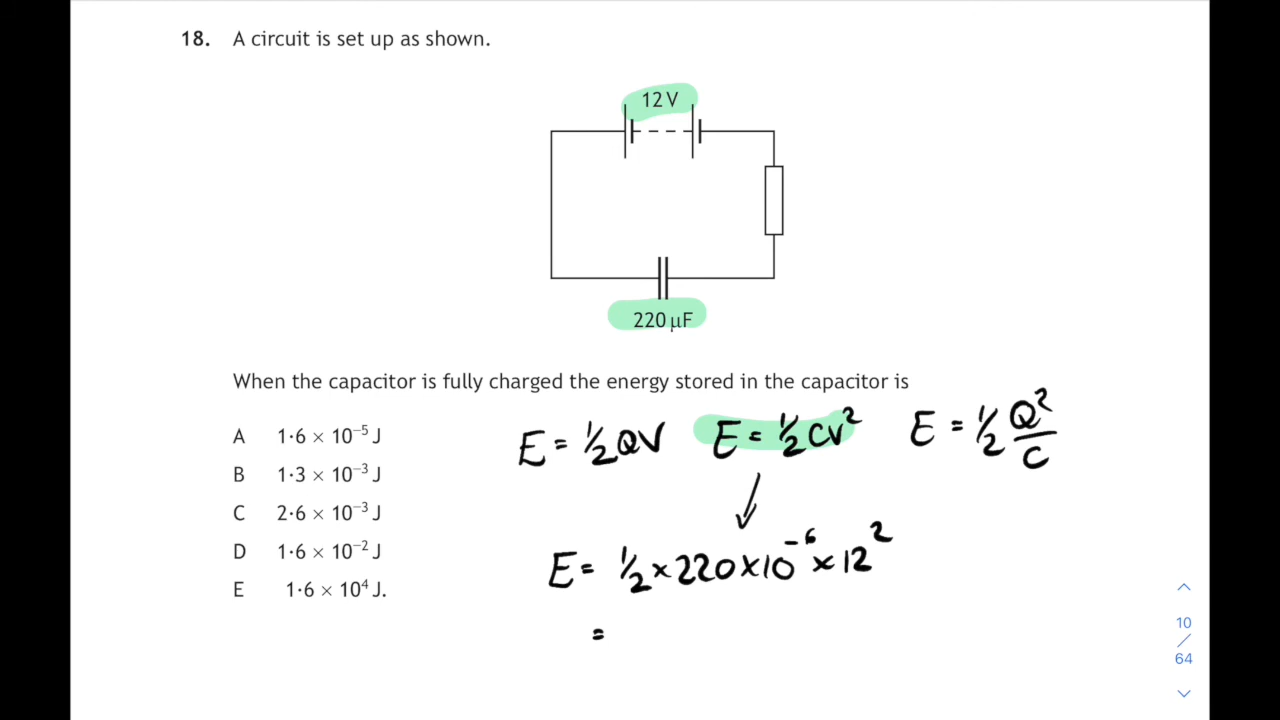 18. A circuit is set up as shown.
12 V
220 μF
When the capacitor is fully charged the energy stored in the capacitor is
A 1·6 × 10⁻⁵ J
B 1·3 × 10⁻³ J
C 2·6 × 10⁻³ J
D 1·6 × 10⁻² J
E 1·6 × 10⁴ J.
E = ½QV E = ½CV² E = ½ Q²/C
E = ½ × 220 × 10⁻⁶ × 12²
=
10
/
64